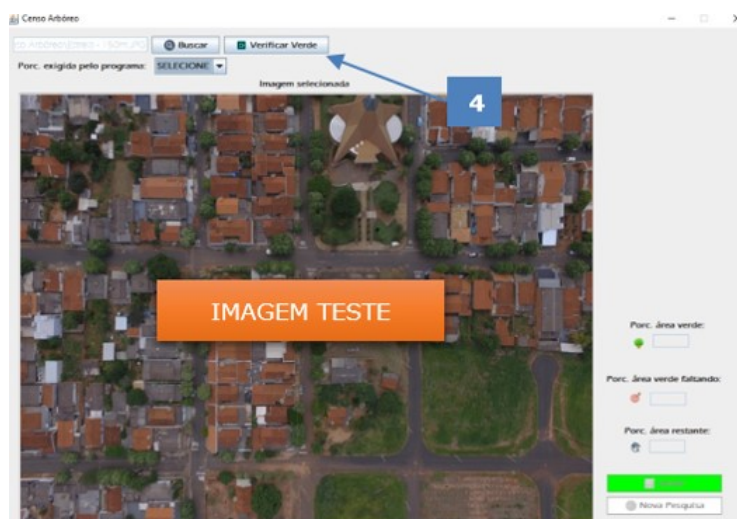 Censo Arbóreo
Buscar
Verificar Verde
Porc. exigida pelo programa: SELECIONE
Imagem selecionada
4
IMAGEM TESTE
Porc. área verde:
Porc. área verde faltando:
Porc. área restante:
Nova Pesquisa